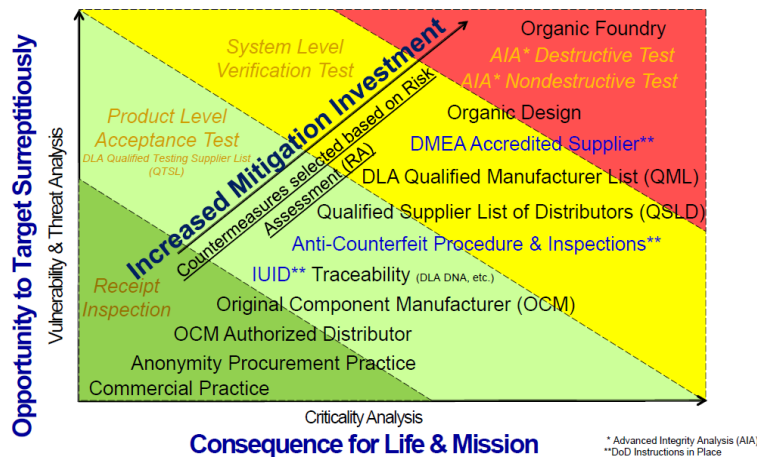 Opportunity to Target Surreptitiously
Vulnerability & Threat Analysis
Organic Foundry
System Level
Verification Test
AIA* Destructive Test
AIA* Nondestructive Test
Increased Mitigation Investment
Countermeasures selected based on Risk
Assessment (RA)
Product Level
Acceptance Test
DLA Qualified Testing Supplier List
(QTSL)
Organic Design
DMEA Accredited Supplier**
DLA Qualified Manufacturer List (QML)
Qualified Supplier List of Distributors (QSLD)
Anti-Counterfeit Procedure & Inspections**
IUID** Traceability (DLA DNA, etc.)
Receipt
Inspection
Original Component Manufacturer (OCM)
OCM Authorized Distributor
Anonymity Procurement Practice
Commercial Practice
Criticality Analysis
Consequence for Life & Mission
* Advanced Integrity Analysis (AIA)
**DoD Instructions in Place